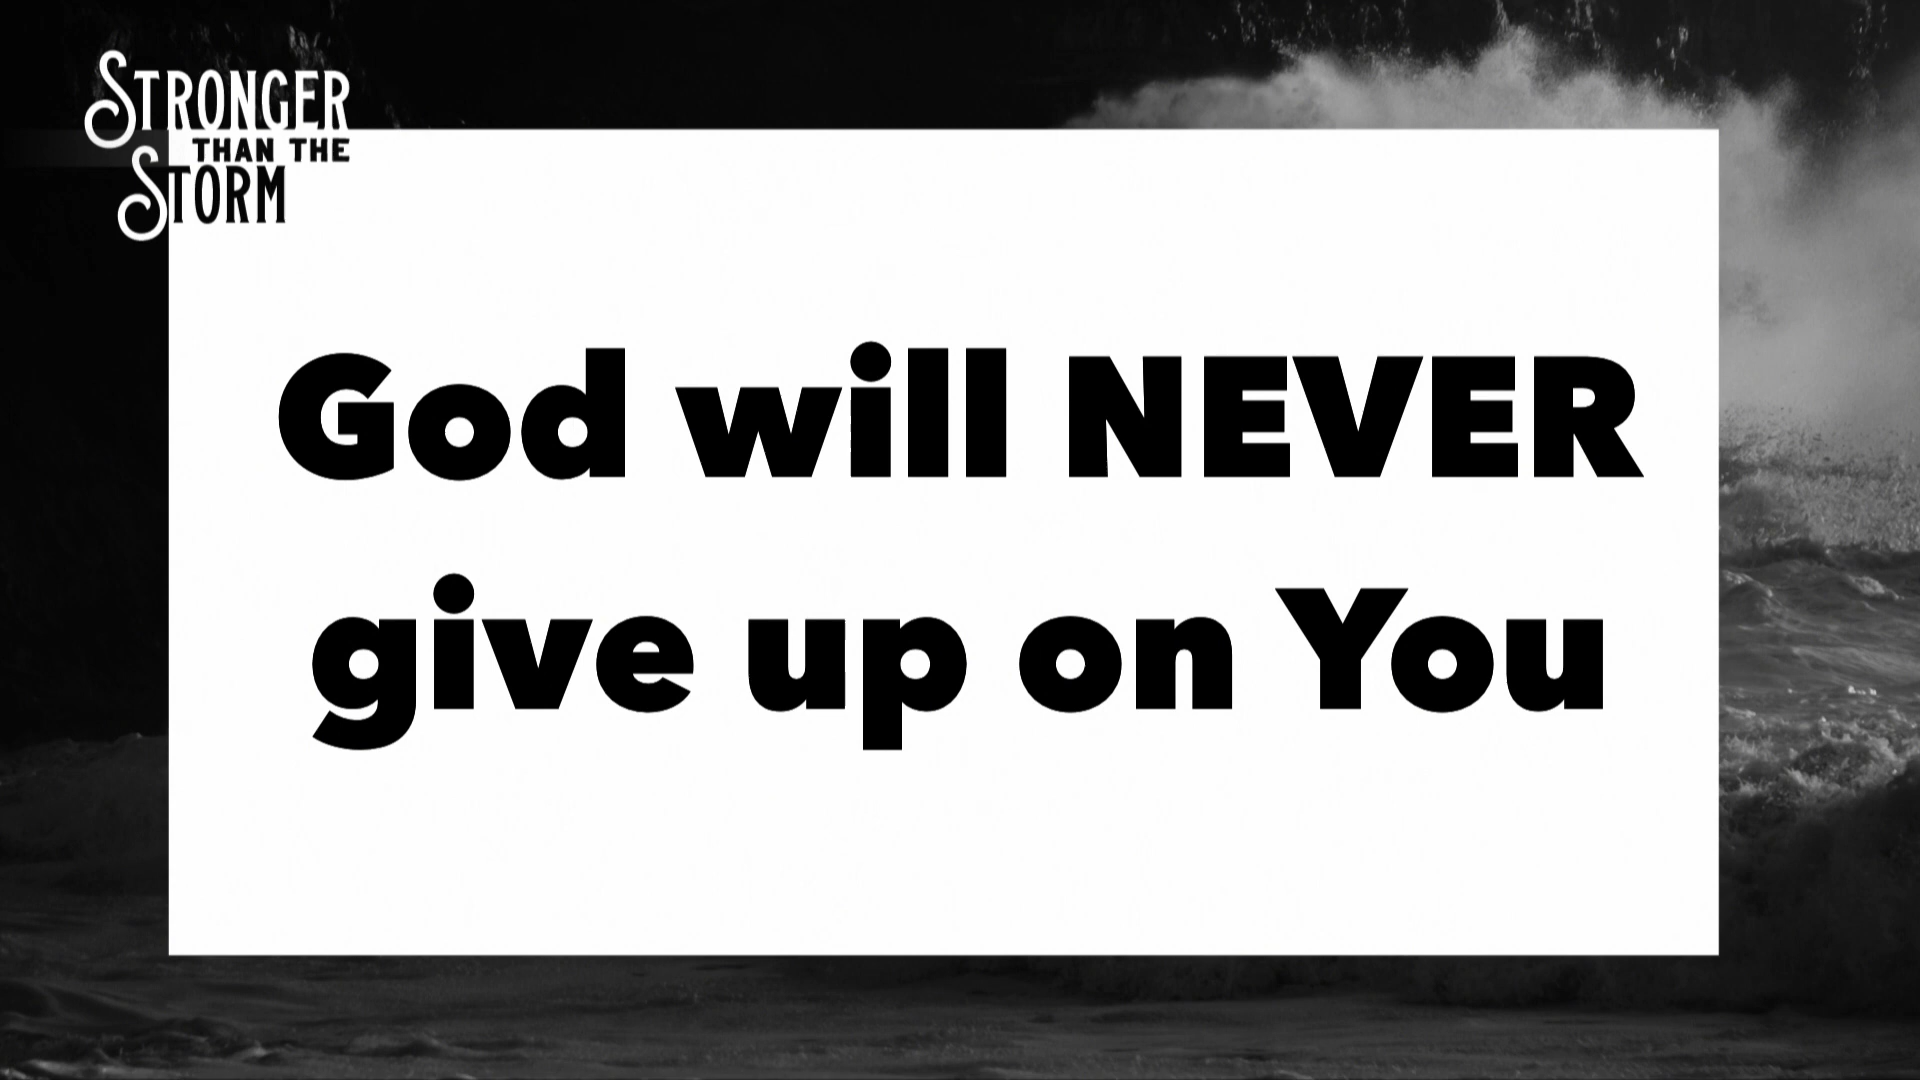 STRONGER
THAN THE
STORM
God will NEVER
give up on You